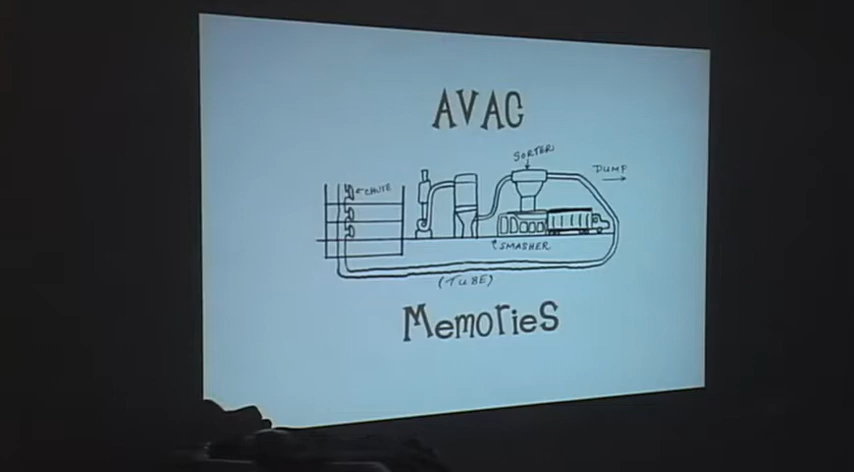 AVAC
SORTER
DUMP
CHUTE
SMASHER
(TUBE)
Memories